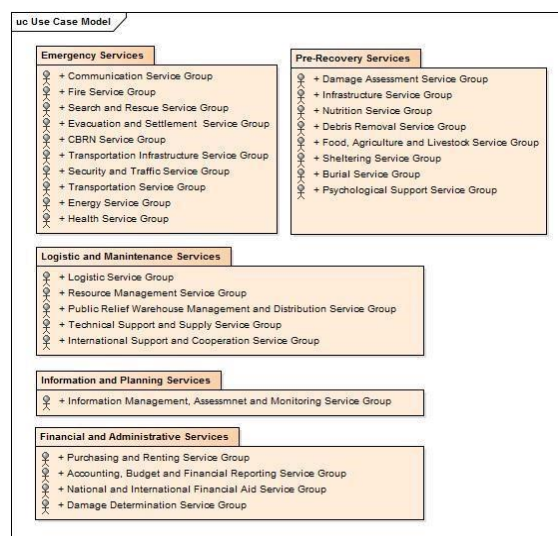 uc Use Case Model
Emergency Services
+ Communication Service Group
+ Fire Service Group
+ Search and Rescue Service Group
+ Evacuation and Settlement Service Group
+ CBRN Service Group
+ Transportation Infrastructure Service Group
+ Security and Traffic Service Group
+ Transportation Service Group
+ Energy Service Group
+ Health Service Group
Pre-Recovery Services
+ Damage Assessment Service Group
+ Infrastructure Service Group
+ Nutrition Service Group
+ Debris Removal Service Group
+ Food, Agriculture and Livestock Service Group
+ Sheltering Service Group
+ Burial Service Group
+ Psychological Support Service Group
Logistic and Manintenance Services
+ Logistic Service Group
+ Resource Management Service Group
+ Public Relief Warehouse Management and Distribution Service Group
+ Technical Support and Supply Service Group
+ International Support and Cooperation Service Group
Information and Planning Services
+ Information Management, Assessmnet and Monitoring Service Group
Financial and Administrative Services
+ Purchasing and Renting Service Group
+ Accounting, Budget and Financial Reporting Service Group
+ National and International Financial Aid Service Group
+ Damage Determination Service Group